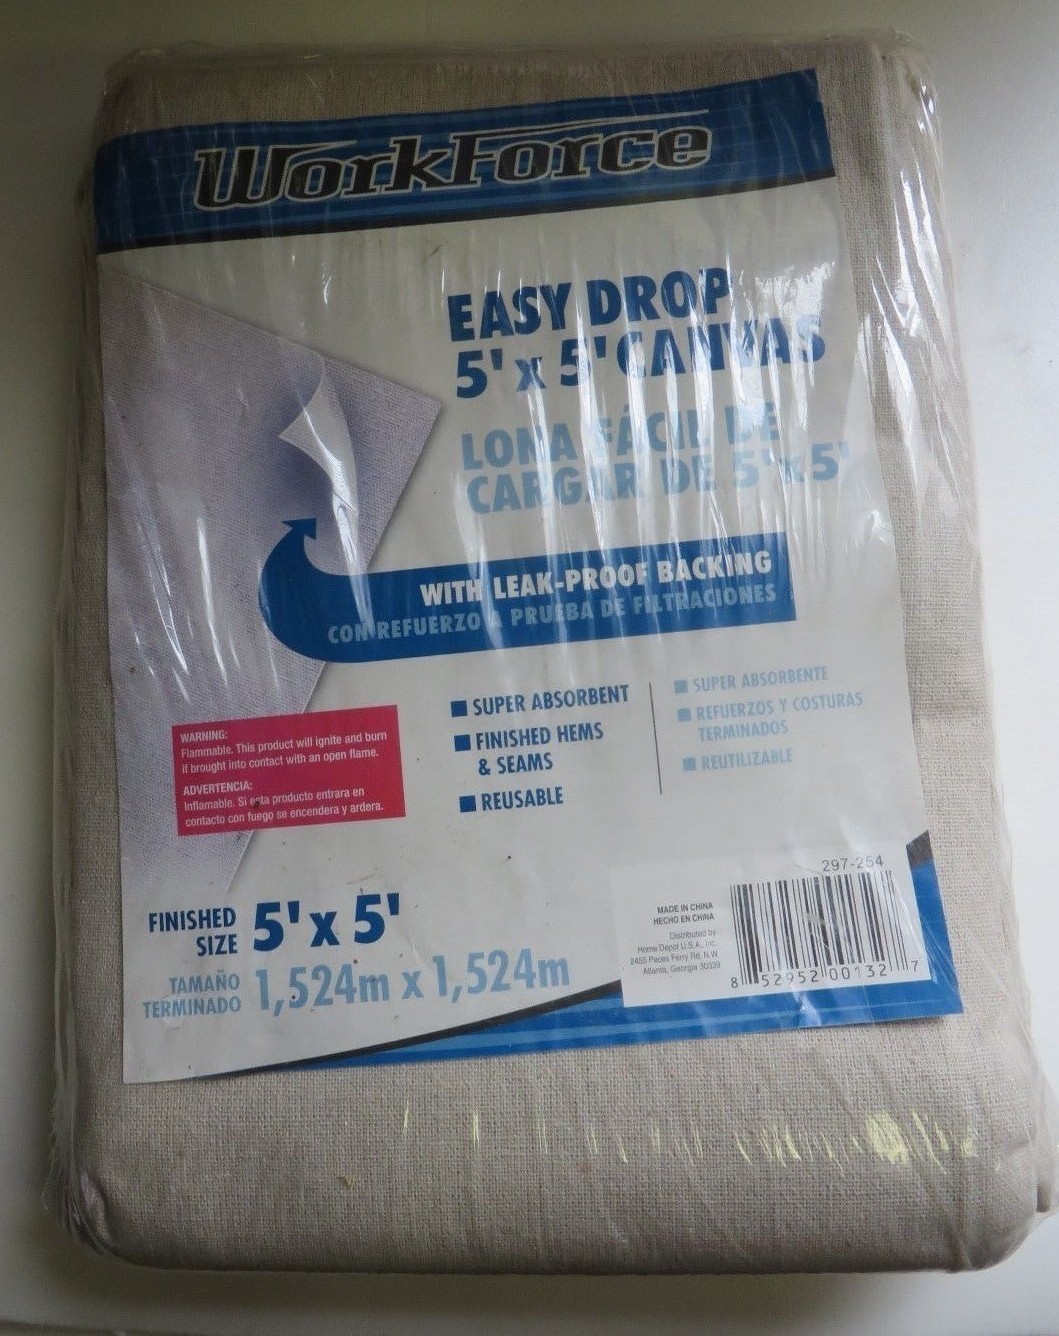 WORKFORCE
EASY DROP
5' x 5' CANVAS
LONA FÁCIL DE
CARGAR DE 5' x 5'
WITH LEAK-PROOF BACKING
CON REFUERZO A PRUEBA DE FILTRACIONES
SUPER ABSORBENT
FINISHED HEMS
& SEAMS
REUSABLE
SUPER ABSORBENTE
REFUERZOS Y COSTURAS
TERMINADOS
REUTILIZABLE
WARNING:
Flammable. This product will ignite and burn
if brought into contact with an open flame.
ADVERTENCIA:
Inflamable. Si esta producto entrara en
contacto con fuego se encendera y ardera.
FINISHED
SIZE
5' x 5'
TAMAÑO
TERMINADO
1,524m x 1,524m
297-254
MADE IN CHINA
HECHO EN CHINA
Distributed by
Home Depot U.S.A., Inc.
2455 Paces Ferry Rd, N.W
Atlanta, Georgia 30339
8 52952 00132 7